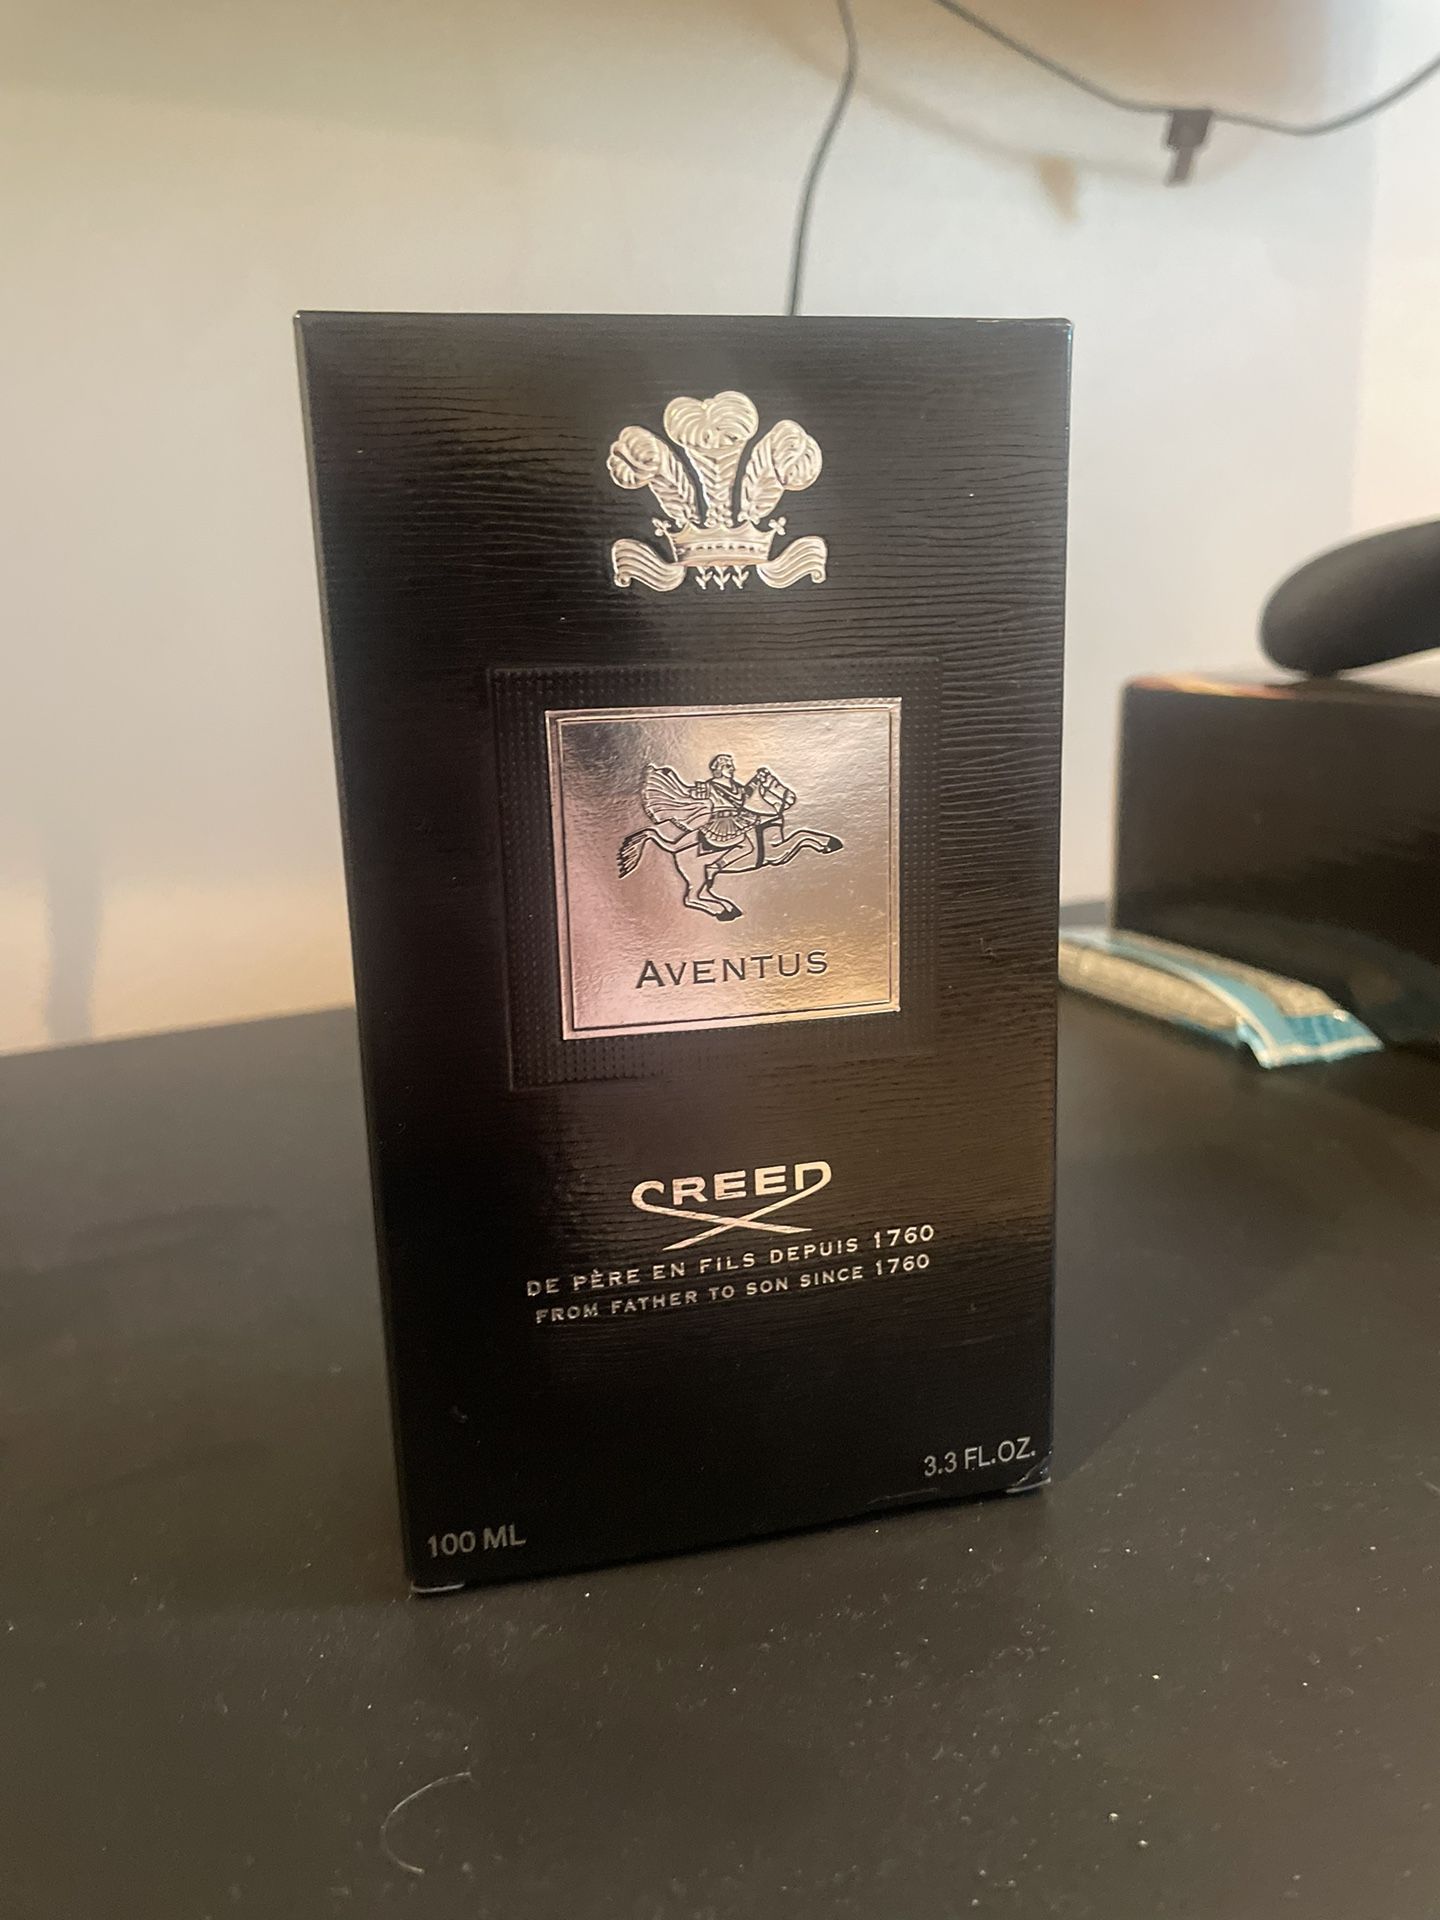 AVENTUS
CREED
DE PÈRE EN FILS DEPUIS 1760
FROM FATHER TO SON SINCE 1760
3.3 FL.OZ.
100 ML